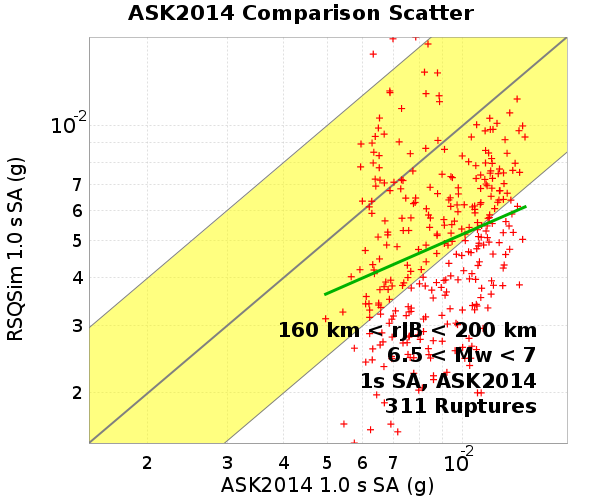 ASK2014 Comparison Scatter
RSQSim 1.0 s SA (g)
10-2
7
6
5
4
3
2
160 km < rJB < 200 km
6.5 < Mw < 7
1s SA, ASK2014
311 Ruptures
2 3 4 5 6 7 10-2
ASK2014 1.0 s SA (g)